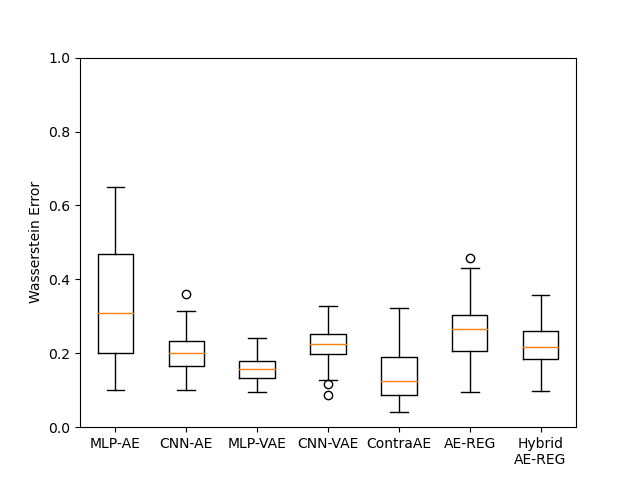 1.0
0.8
0.6
0.4
0.2
0.0
Wasserstein Error
MLP-AE
CNN-AE
MLP-VAE
CNN-VAE
ContraAE
AE-REG
Hybrid
AE-REG